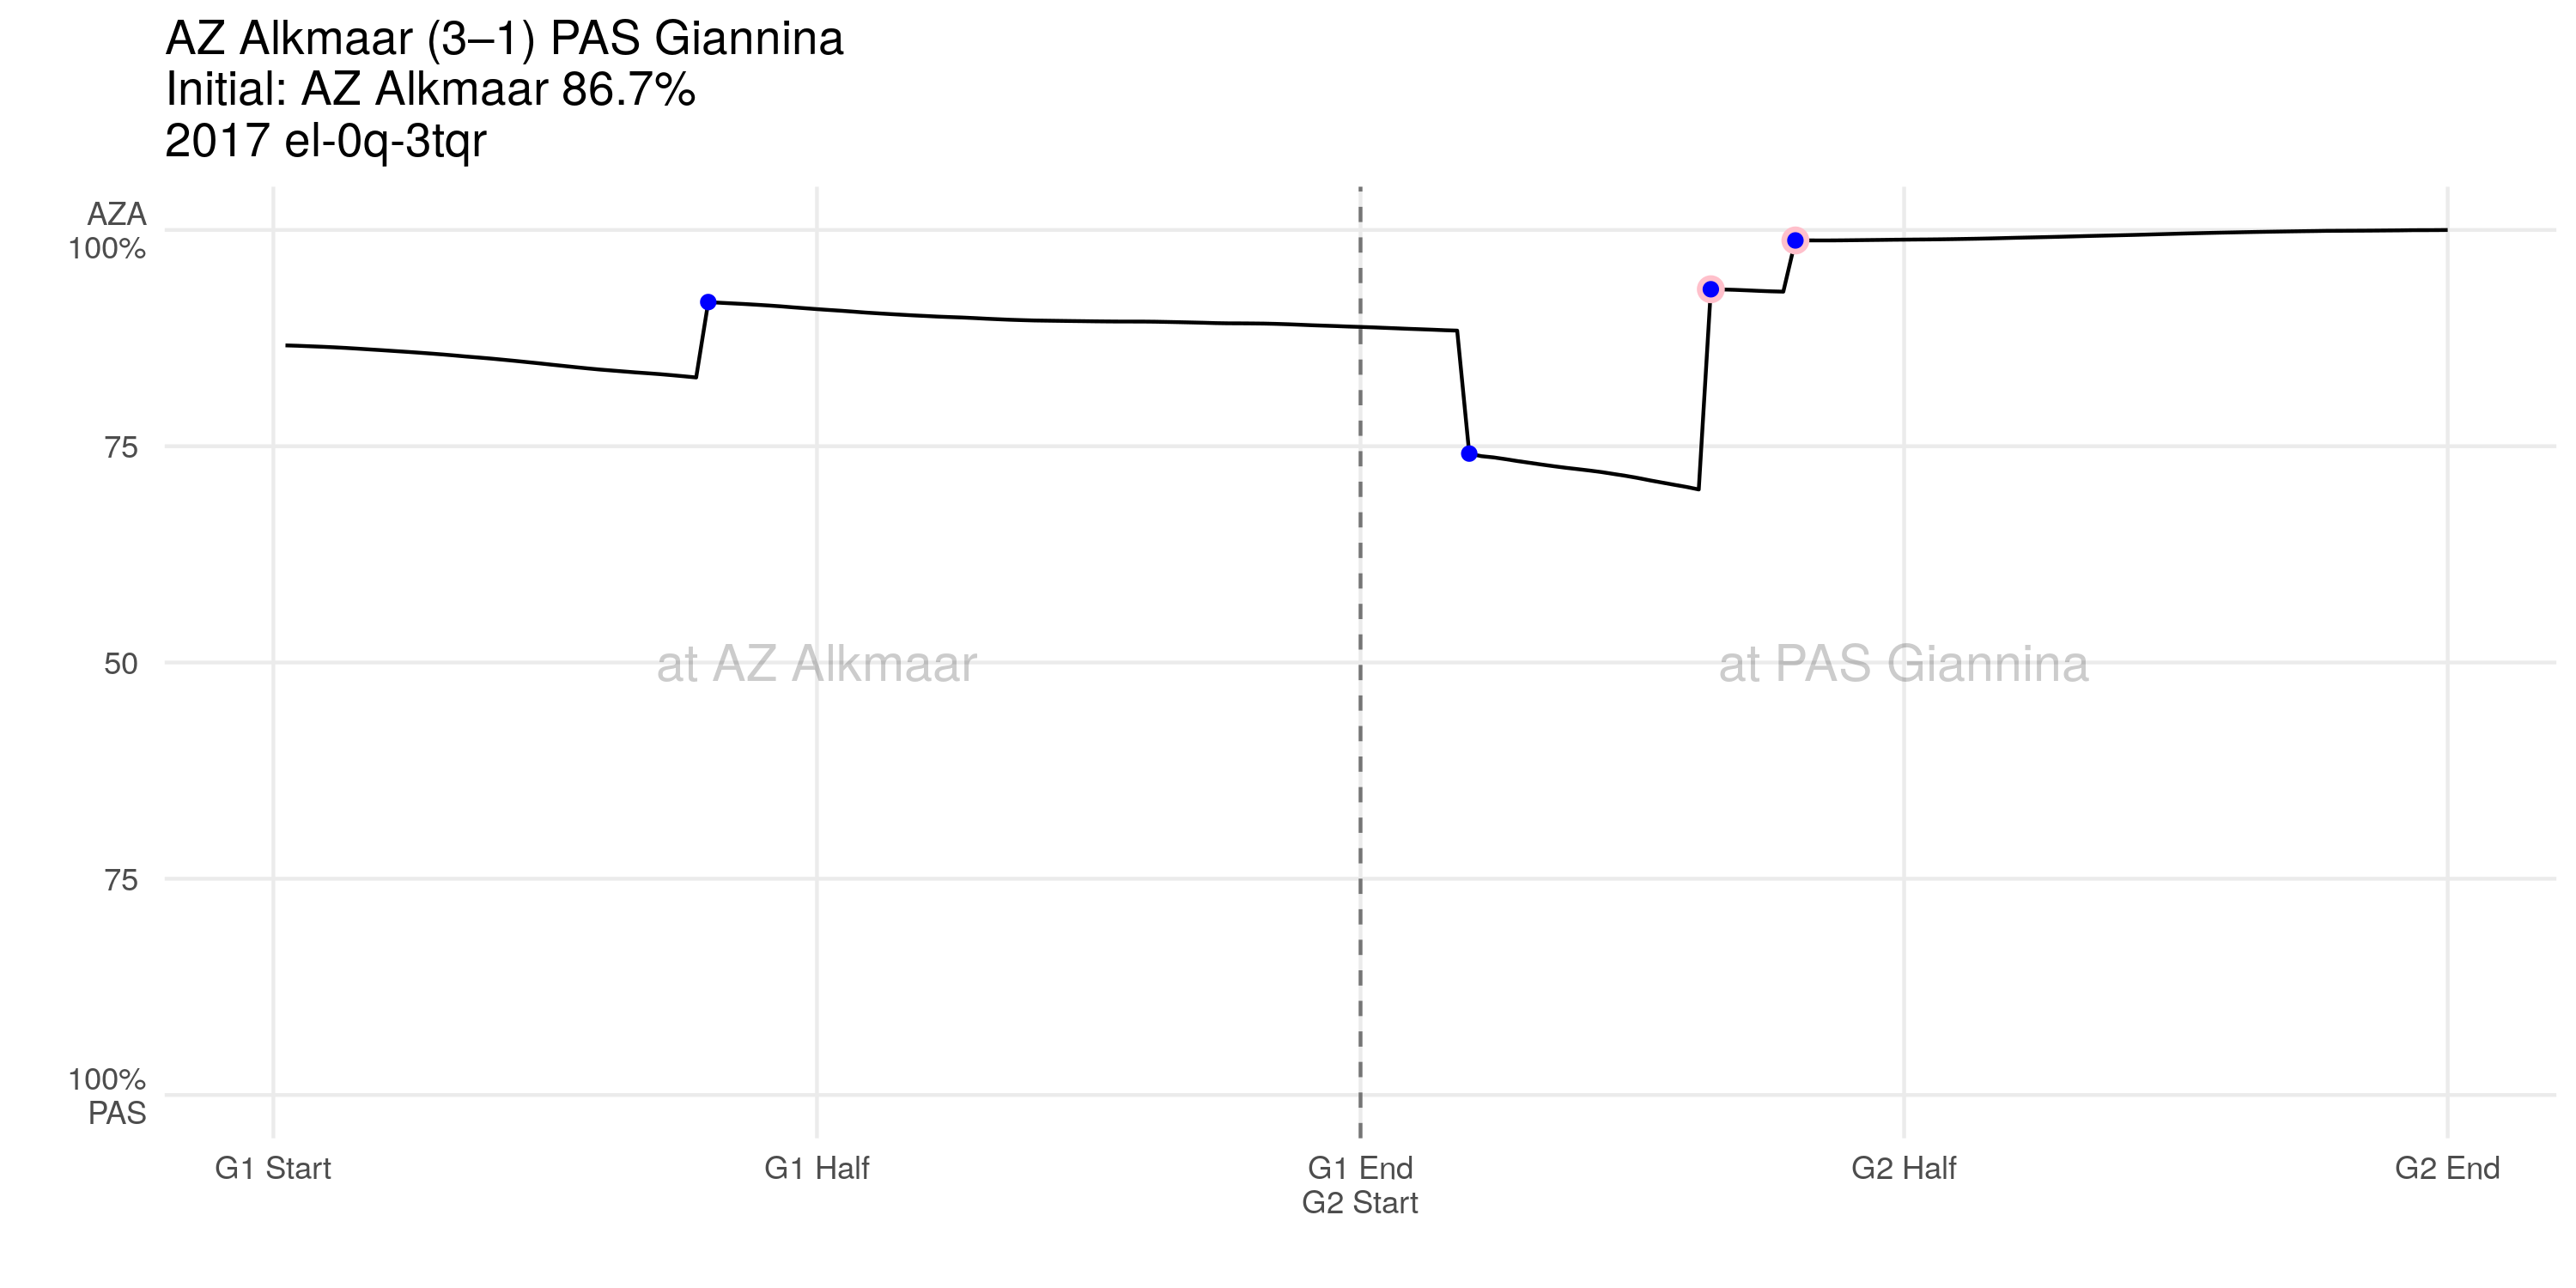 AZ Alkmaar (3–1) PAS Giannina
Initial: AZ Alkmaar 86.7%
2017 el-0q-3tqr
AZA
100%
75
50
75
100%
PAS
at AZ Alkmaar
at PAS Giannina
G1 Start
G1 Half
G1 End
G2 Start
G2 Half
G2 End